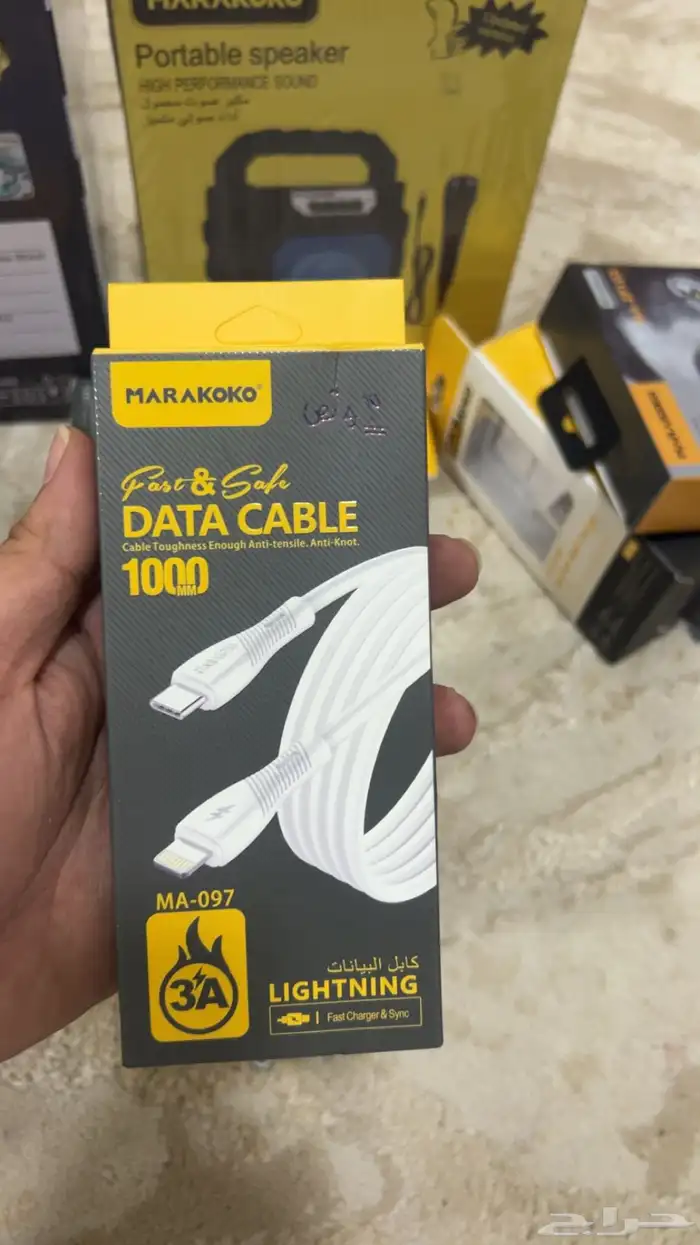 MARAKOKO
Portable speaker
HIGH PERFORMANCE SOUND
MARAKOKO®
Fast & Safe
DATA CABLE
Cable Toughness Enough Anti-tensile. Anti-Knot.
1000MM
MA-097
3A
كابل البيانات
LIGHTNING
Fast Charger & Sync
حراج